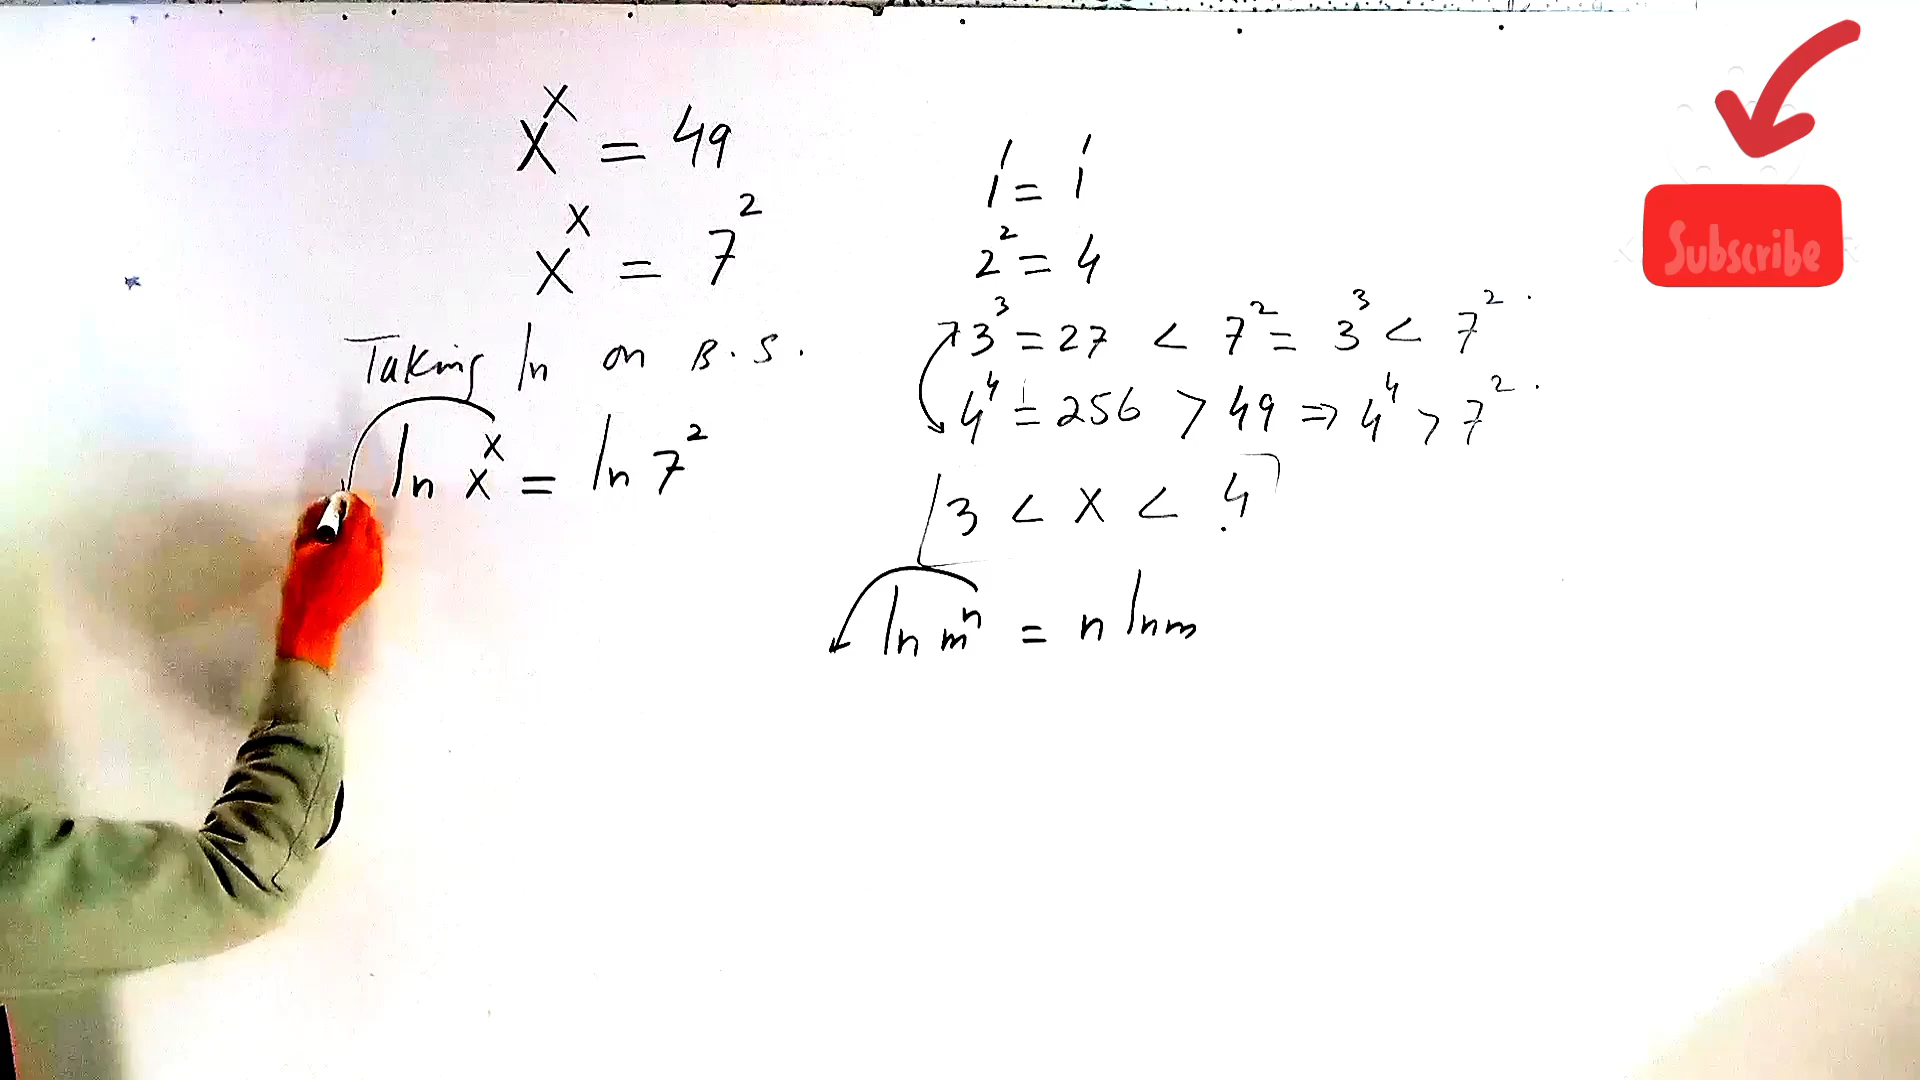 x^x = 49
x^x = 7^2
Taking ln on B.S.
ln x^x = ln 7^2
1^1 = 1^1
2^2 = 4
3^3 = 27 < 7^2 = 3^3 < 7^2.
4^4 = 256 > 49 ⇒ 4^4 > 7^2.
3 < x < 4
ln m^n = n ln m
Subscribe